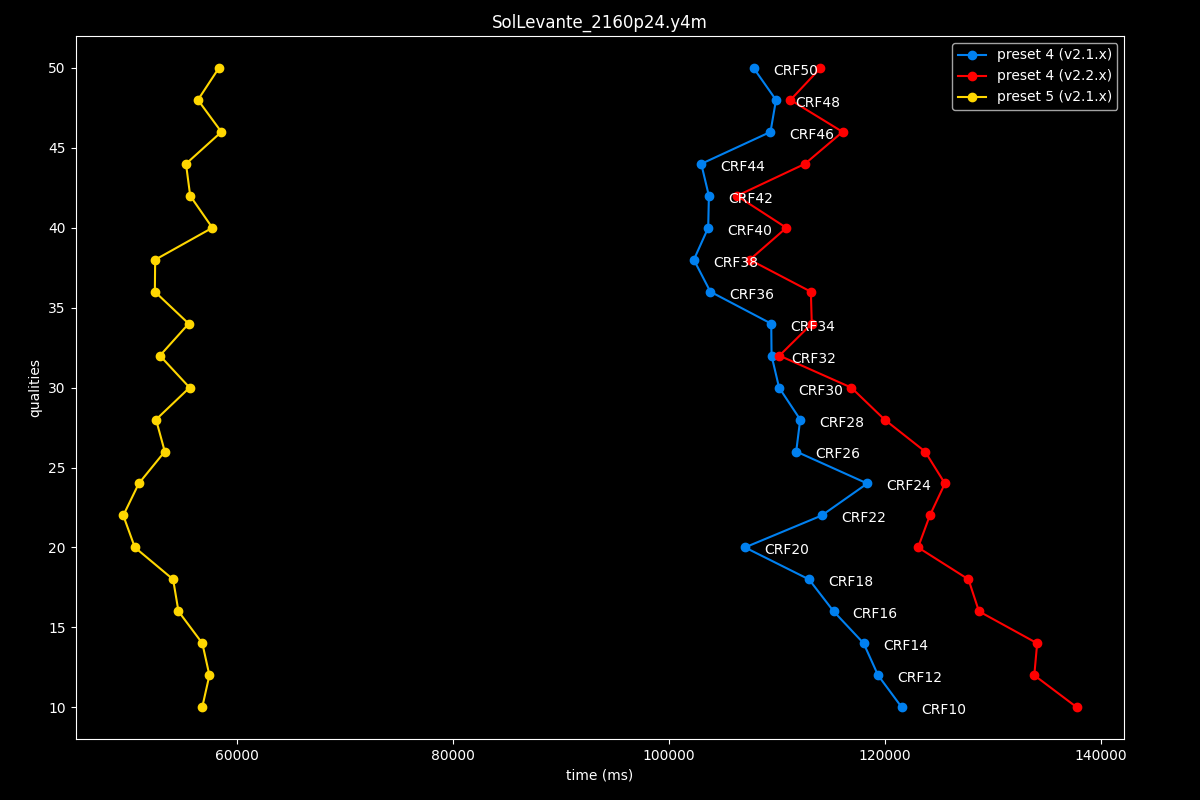 SolLevante_2160p24.y4m
preset 4 (v2.1.x)
preset 4 (v2.2.x)
preset 5 (v2.1.x)
50
45
40
35
30
25
20
15
10
qualities
CRF50
CRF48
CRF46
CRF44
CRF42
CRF40
CRF38
CRF36
CRF34
CRF32
CRF30
CRF28
CRF26
CRF24
CRF22
CRF20
CRF18
CRF16
CRF14
CRF12
CRF10
60000 80000 100000 120000 140000
time (ms)